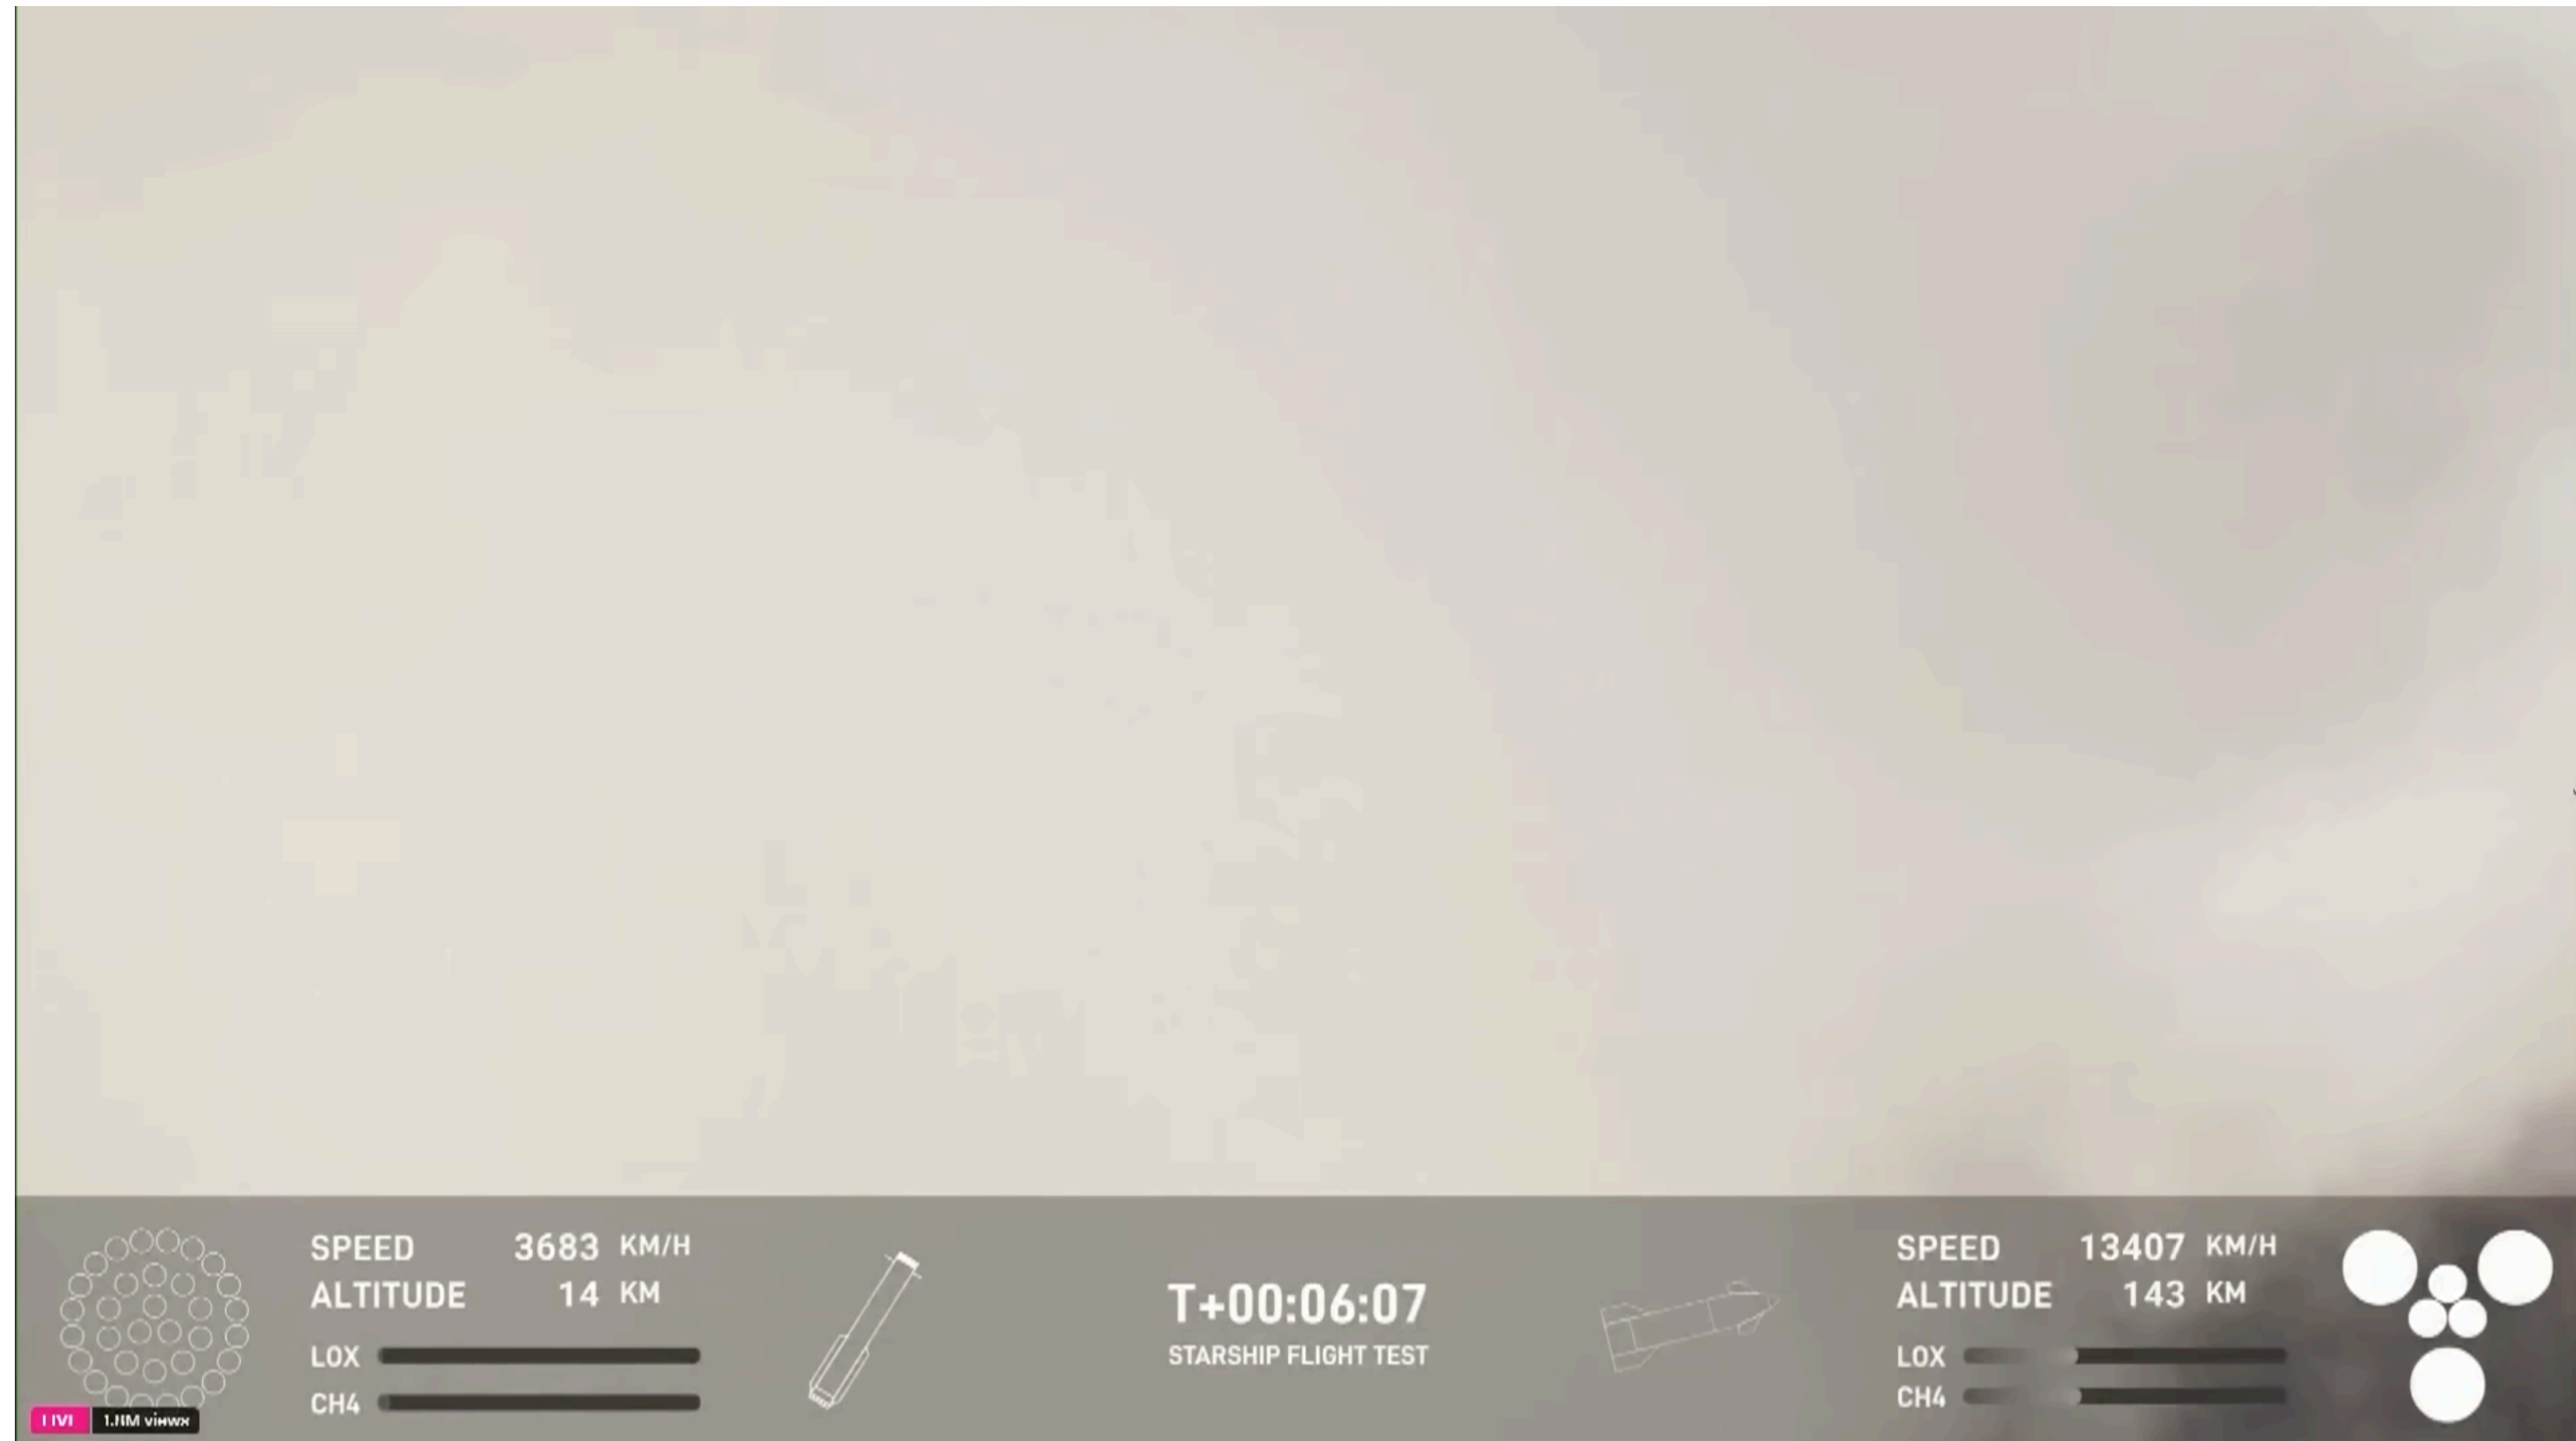 SPEED 3683 KM/H
ALTITUDE 14 KM
LOX
CH4
T+00:06:07
STARSHIP FLIGHT TEST
SPEED 13407 KM/H
ALTITUDE 143 KM
LOX
CH4